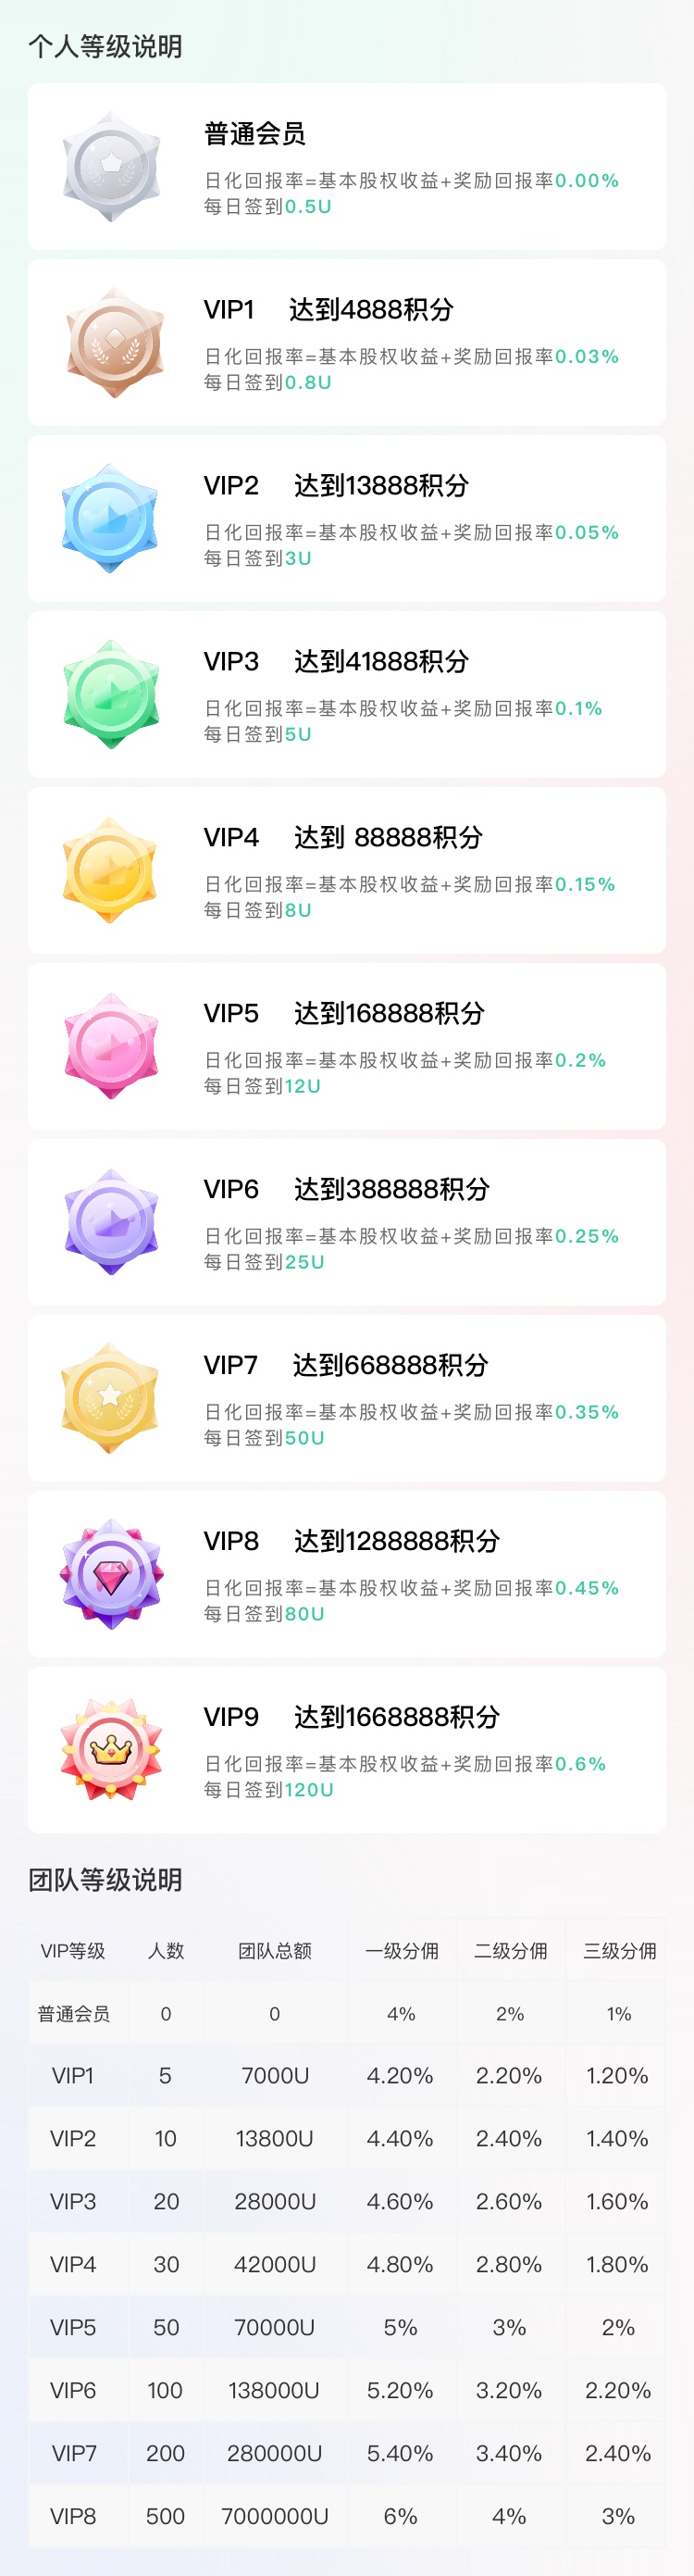 个人等级说明
普通会员
日化回报率=基本股权收益+奖励回报率0.00%
每日签到0.5U
VIP1 达到4888积分
日化回报率=基本股权收益+奖励回报率0.03%
每日签到0.8U
VIP2 达到13888积分
日化回报率=基本股权收益+奖励回报率0.05%
每日签到3U
VIP3 达到41888积分
日化回报率=基本股权收益+奖励回报率0.1%
每日签到5U
VIP4 达到 88888积分
日化回报率=基本股权收益+奖励回报率0.15%
每日签到8U
VIP5 达到168888积分
日化回报率=基本股权收益+奖励回报率0.2%
每日签到12U
VIP6 达到388888积分
日化回报率=基本股权收益+奖励回报率0.25%
每日签到25U
VIP7 达到668888积分
日化回报率=基本股权收益+奖励回报率0.35%
每日签到50U
VIP8 达到1288888积分
日化回报率=基本股权收益+奖励回报率0.45%
每日签到80U
VIP9 达到1668888积分
日化回报率=基本股权收益+奖励回报率0.6%
每日签到120U
团队等级说明
VIP等级 人数 团队总额 一级分佣 二级分佣 三级分佣
普通会员 0 0 4% 2% 1%
VIP1 5 7000U 4.20% 2.20% 1.20%
VIP2 10 13800U 4.40% 2.40% 1.40%
VIP3 20 28000U 4.60% 2.60% 1.60%
VIP4 30 42000U 4.80% 2.80% 1.80%
VIP5 50 70000U 5% 3% 2%
VIP6 100 138000U 5.20% 3.20% 2.20%
VIP7 200 280000U 5.40% 3.40% 2.40%
VIP8 500 7000000U 6% 4% 3%